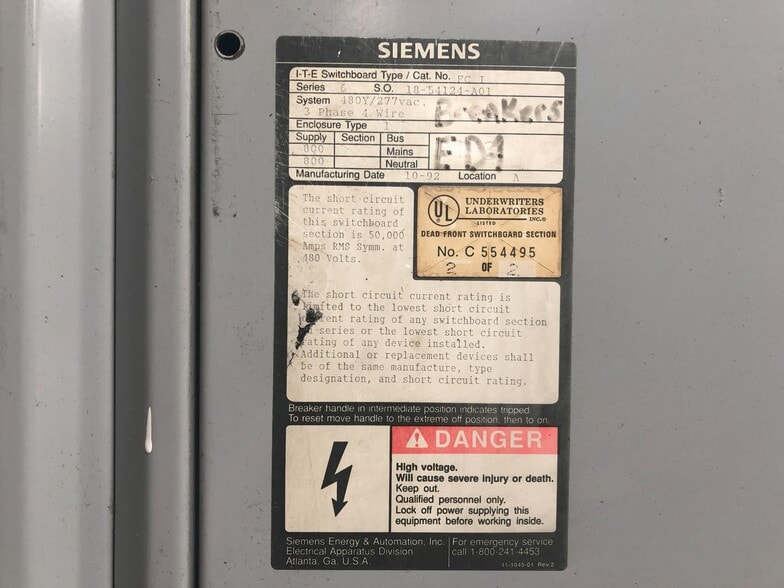 SIEMENS
I-T-E Switchboard Type / Cat. No. FC I
Series 6 S.O. 18-54124-A01
System 480Y/277vac. Breakers
3 Phase 4 Wire
Enclosure Type 1
Supply Section Bus ED4
800 Mains
800 Neutral
Manufacturing Date 10-92 Location A
The short circuit
current rating of
this switchboard
section is 50,000
Amps RMS Symm. at
480 Volts.
UL ®
UNDERWRITERS
LABORATORIES
INC.®
LISTED
DEAD FRONT SWITCHBOARD SECTION
No. C 554495
2 OF 2
The short circuit current rating is
limited to the lowest short circuit
current rating of any switchboard section
in series or the lowest short circuit
rating of any device installed.
Additional or replacement devices shall
be of the same manufacture, type
designation, and short circuit rating.
Breaker handle in intermediate position indicates tripped.
To reset move handle to the extreme off position, then to on.
DANGER
High voltage.
Will cause severe injury or death.
Keep out.
Qualified personnel only.
Lock off power supplying this
equipment before working inside.
Siemens Energy & Automation, Inc.
Electrical Apparatus Division
Atlanta, Ga. U.S.A.
For emergency service
call 1-800-241-4453
11-1045-01 Rev. 2